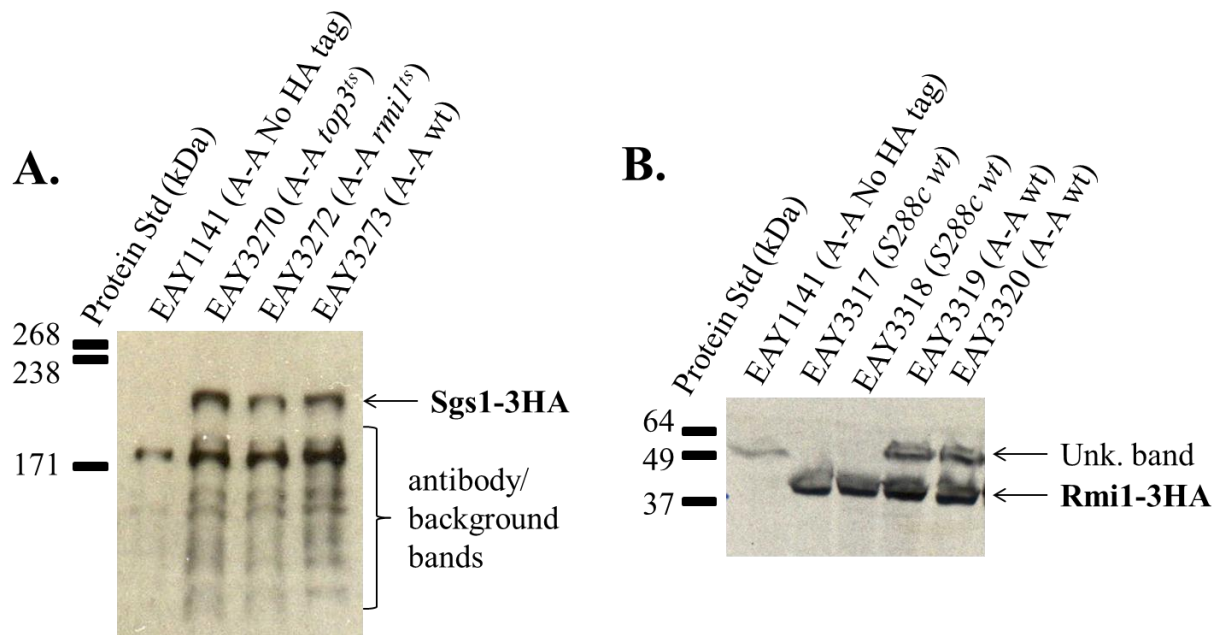 A.
Protein Std (kDa)
EAY1141 (A-A No HA tag)
EAY3270 (A-A top3ts)
EAY3272 (A-A rmi1ts)
EAY3273 (A-A wt)
268
238
171
Sgs1-3HA
antibody/
background
bands
B.
Protein Std (kDa)
EAY1141 (A-A No HA tag)
EAY3317 (S288c wt)
EAY3318 (S288c wt)
EAY3319 (A-A wt)
EAY3320 (A-A wt)
64
49
37
Unk. band
Rmi1-3HA